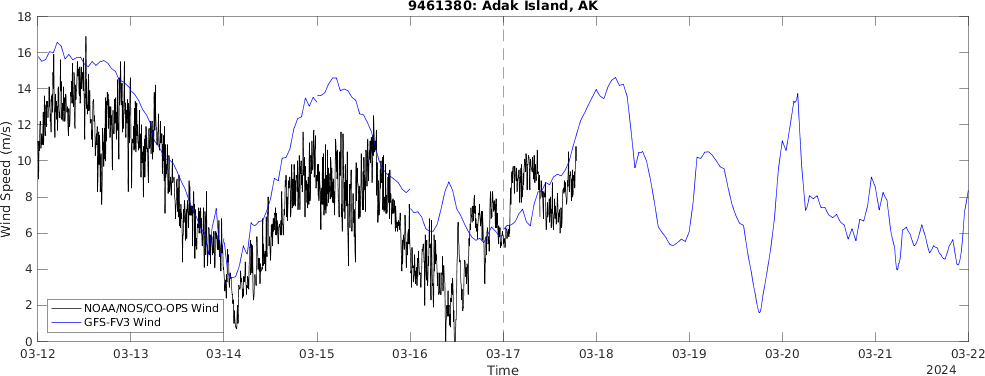 9461380: Adak Island, AK
Wind Speed (m/s)
18
16
14
12
10
8
6
4
2
0
NOAA/NOS/CO-OPS Wind
GFS-FV3 Wind
03-12 03-13 03-14 03-15 03-16 03-17 03-18 03-19 03-20 03-21 03-22
Time
2024